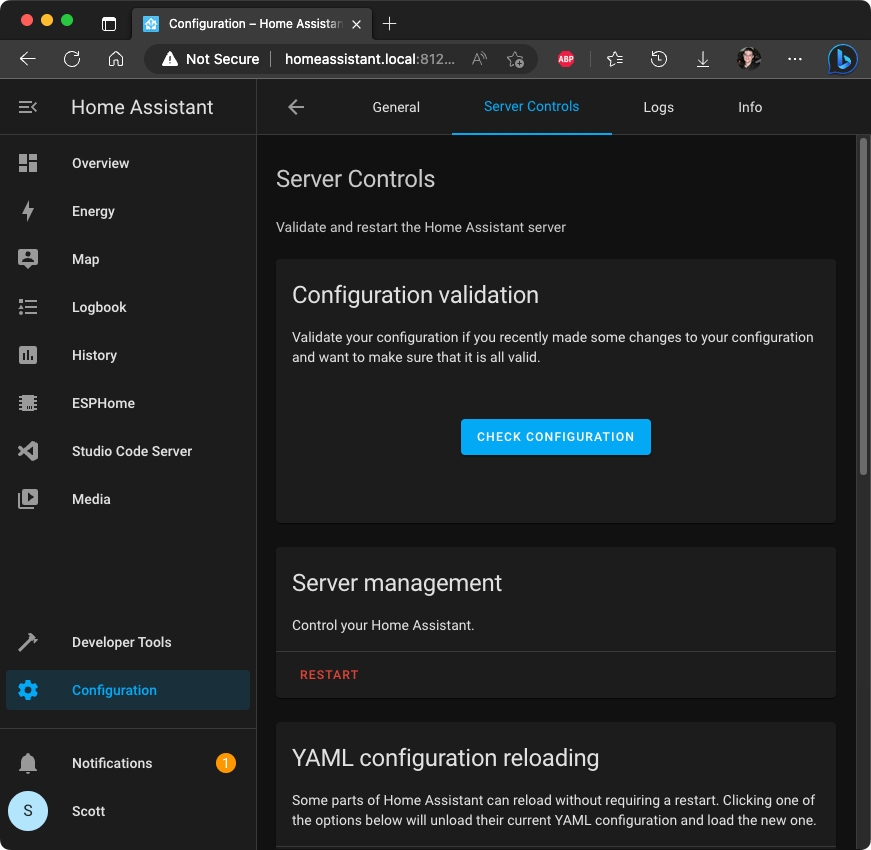 Configuration – Home Assistan
Not Secure
homeassistant.local:812...
A
ABP
Home Assistant
General
Server Controls
Logs
Info
Overview
Energy
Map
Logbook
History
ESPHome
Studio Code Server
Media
Developer Tools
Configuration
Notifications
1
S
Scott
Server Controls
Validate and restart the Home Assistant server
Configuration validation
Validate your configuration if you recently made some changes to your configuration
and want to make sure that it is all valid.
CHECK CONFIGURATION
Server management
Control your Home Assistant.
RESTART
YAML configuration reloading
Some parts of Home Assistant can reload without requiring a restart. Clicking one of
the options below will unload their current YAML configuration and load the new one.